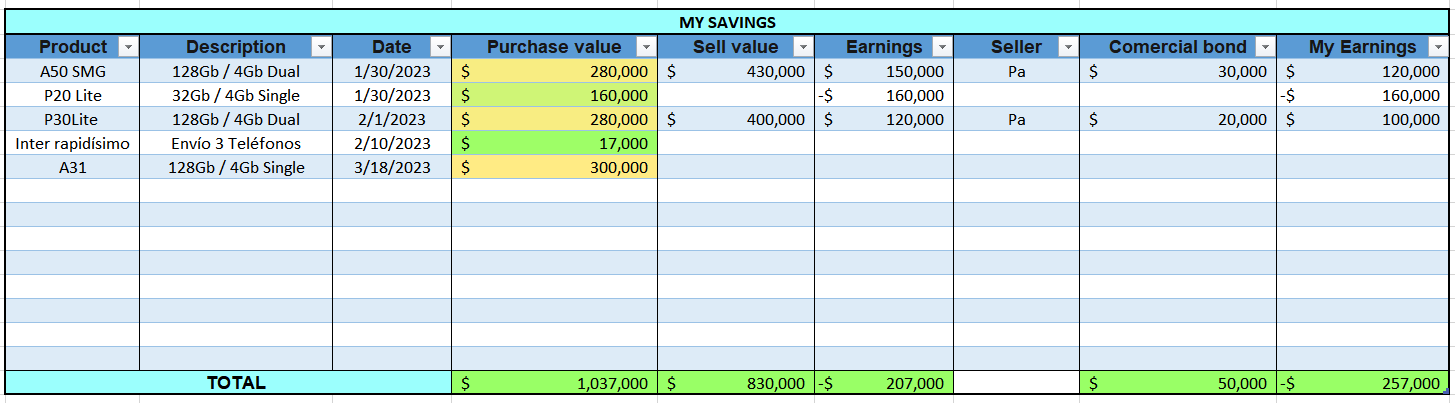 MY SAVINGS
Product Description Date Purchase value Sell value Earnings Seller Comercial bond My Earnings
A50 SMG 128Gb / 4Gb Dual 1/30/2023 $ 280,000 $ 430,000 $ 150,000 Pa $ 30,000 $ 120,000
P20 Lite 32Gb / 4Gb Single 1/30/2023 $ 160,000 -$ 160,000 -$ 160,000
P30Lite 128Gb / 4Gb Dual 2/1/2023 $ 280,000 $ 400,000 $ 120,000 Pa $ 20,000 $ 100,000
Inter rapidísimo Envío 3 Teléfonos 2/10/2023 $ 17,000
A31 128Gb / 4Gb Single 3/18/2023 $ 300,000
TOTAL $ 1,037,000 $ 830,000 -$ 207,000 $ 50,000 -$ 257,000